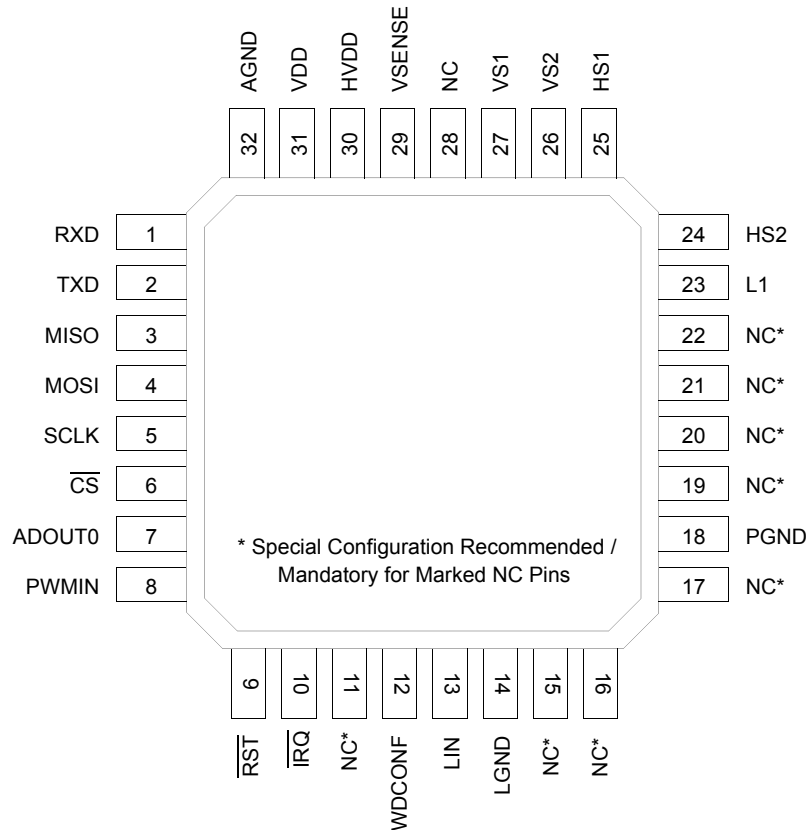 AGND
VDD
HVDD
VSENSE
NC
VS1
VS2
HS1
32
31
30
29
28
27
26
25
RXD 1
TXD 2
MISO 3
MOSI 4
SCLK 5
C̅S̅ 6
ADOUT0 7
PWMIN 8
24 HS2
23 L1
22 NC*
21 NC*
20 NC*
19 NC*
18 PGND
17 NC*
* Special Configuration Recommended /
Mandatory for Marked NC Pins
9
10
11
12
13
14
15
16
R̅S̅T̅
I̅R̅Q̅
NC*
WDCONF
LIN
LGND
NC*
NC*